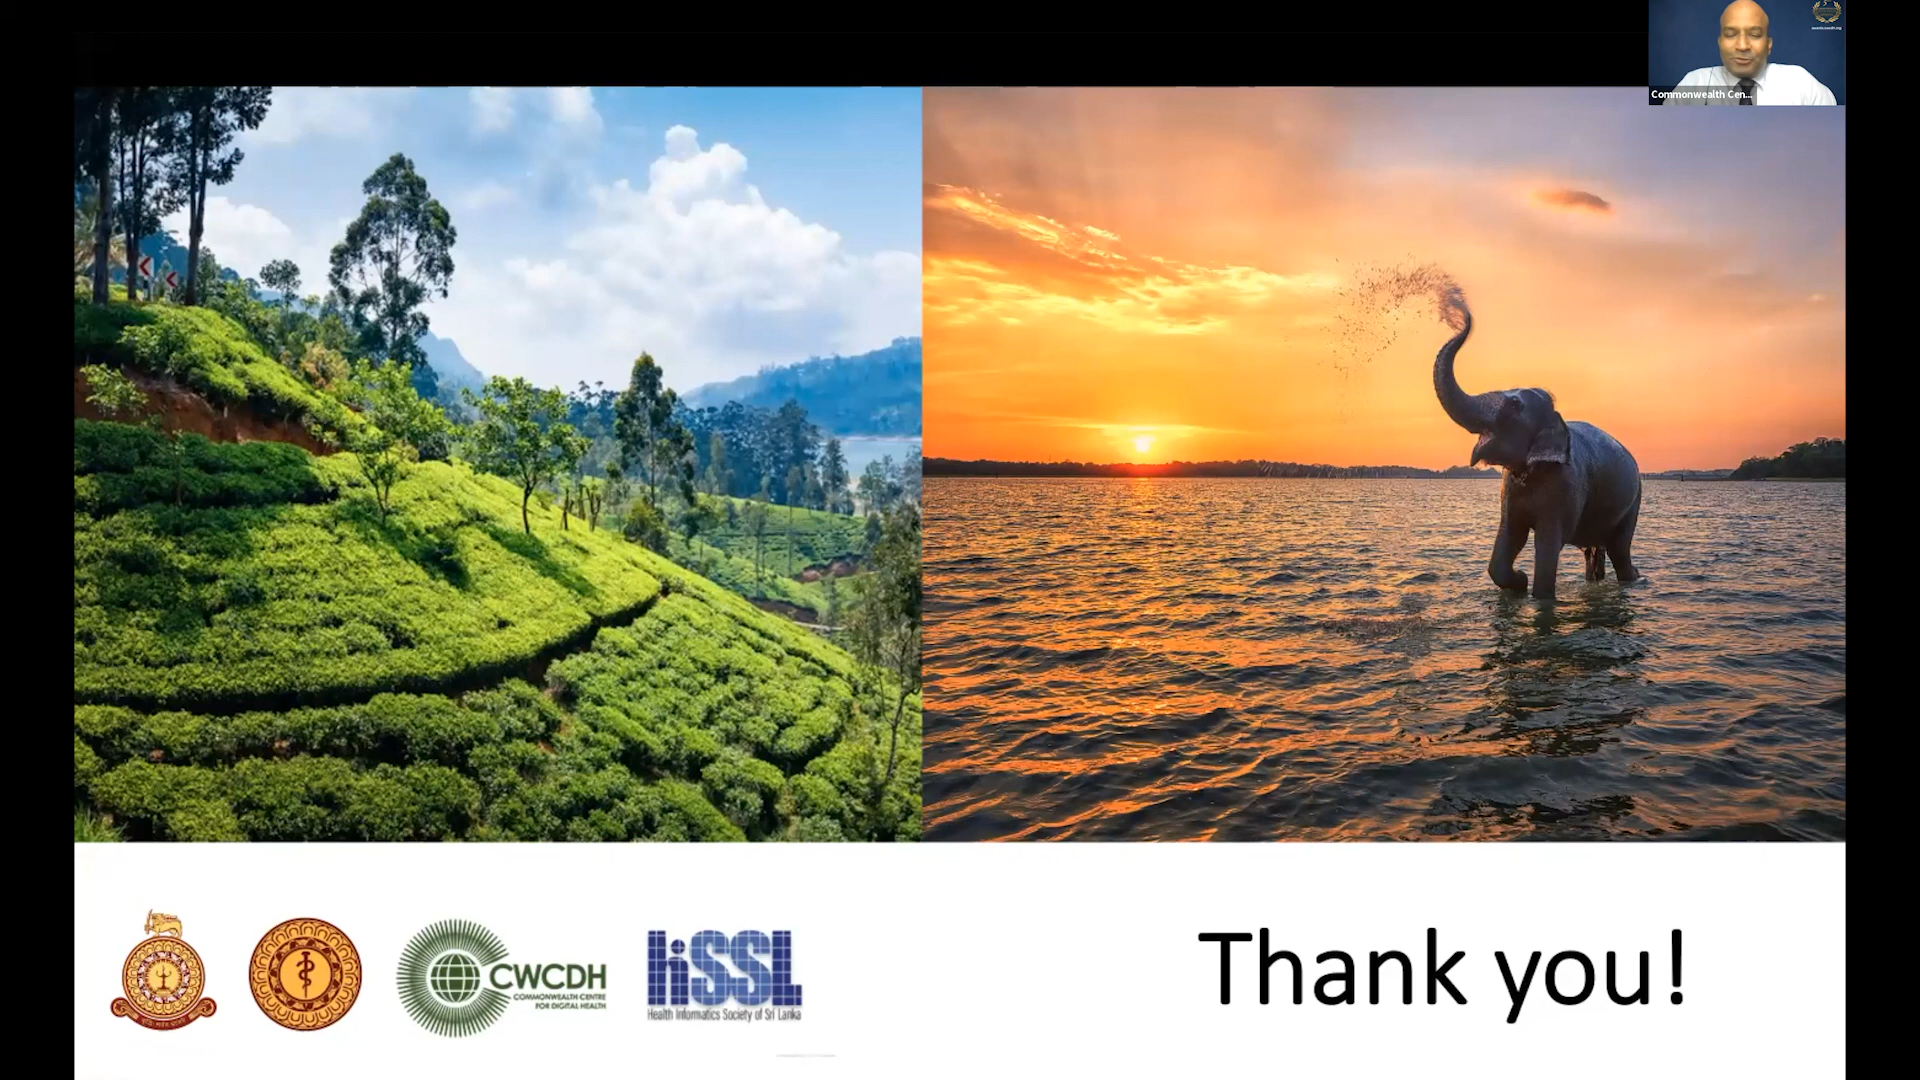 Commonwealth Cen...
CWCDH
COMMONWEALTH CENTRE
FOR DIGITAL HEALTH
hiSSL
Health Informatics Society of Sri Lanka
Thank you!